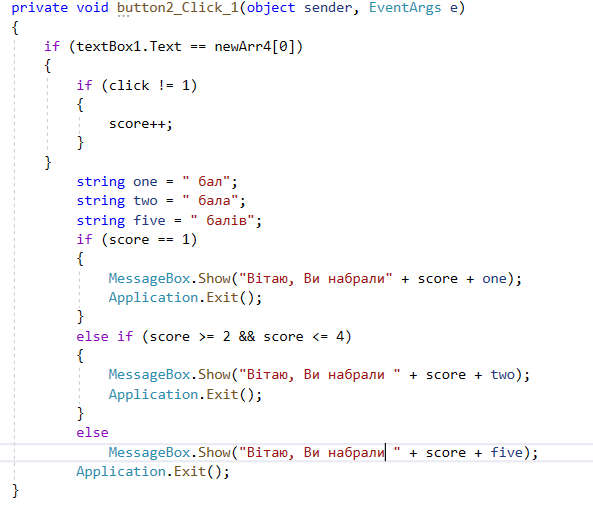 private void button2_Click_1(object sender, EventArgs e)
{
if (textBox1.Text == newArr4[0])
{
if (click != 1)
{
score++;
}
}
string one = " бал";
string two = " бала";
string five = " балів";
if (score == 1)
{
MessageBox.Show("Вітаю, Ви набрали" + score + one);
Application.Exit();
}
else if (score >= 2 && score <= 4)
{
MessageBox.Show("Вітаю, Ви набрали " + score + two);
Application.Exit();
}
else
MessageBox.Show("Вітаю, Ви набрали " + score + five);
Application.Exit();
}